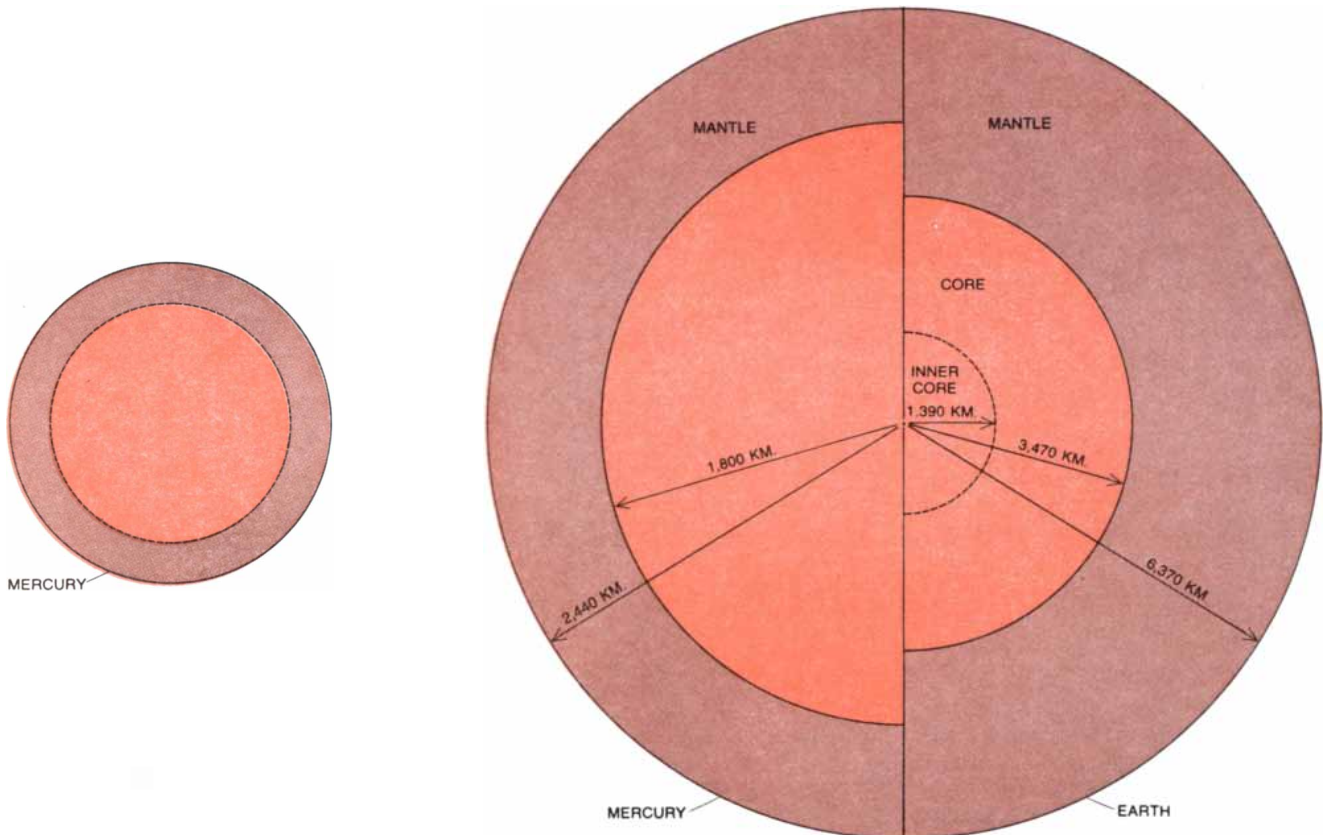 MERCURY
MANTLE
MANTLE
CORE
INNER
CORE
1.390 KM.
1,800 KM.
3,470 KM.
2,440 KM.
6,370 KM.
MERCURY
EARTH